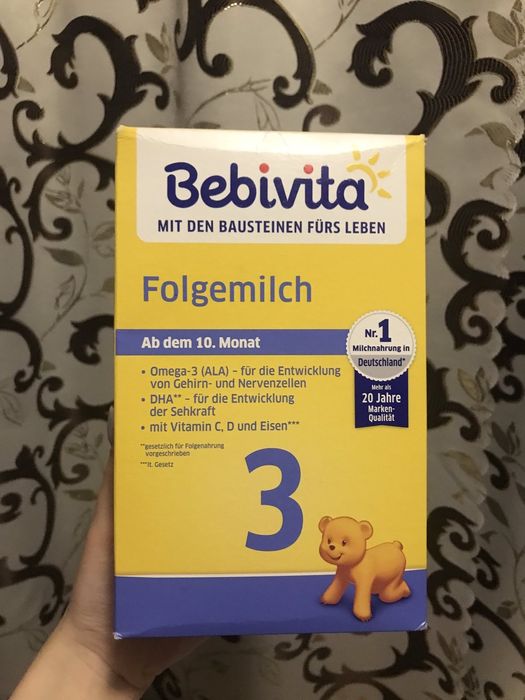 Bebivita
MIT DEN BAUSTEINEN FÜRS LEBEN
Folgemilch
Ab dem 10. Monat
• Omega-3 (ALA) – für die Entwicklung
von Gehirn- und Nervenzellen
• DHA** – für die Entwicklung
der Sehkraft
• mit Vitamin C, D und Eisen***
**gesetzlich für Folgenahrung
vorgeschrieben
***lt. Gesetz
Nr. 1
Milchnahrung in
Deutschland*
Mehr als
20 Jahre
Marken-
Qualität
3